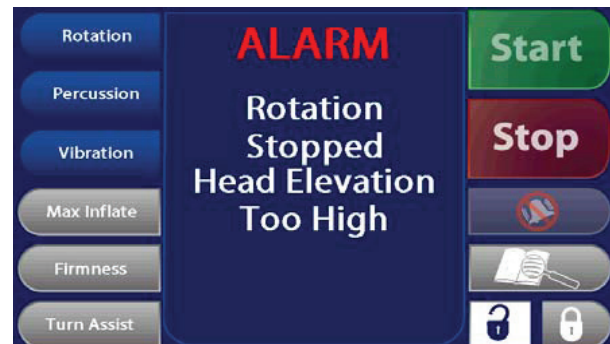 Rotation
Percussion
Vibration
Max Inflate
Firmness
Turn Assist
ALARM
Rotation
Stopped
Head Elevation
Too High
Start
Stop